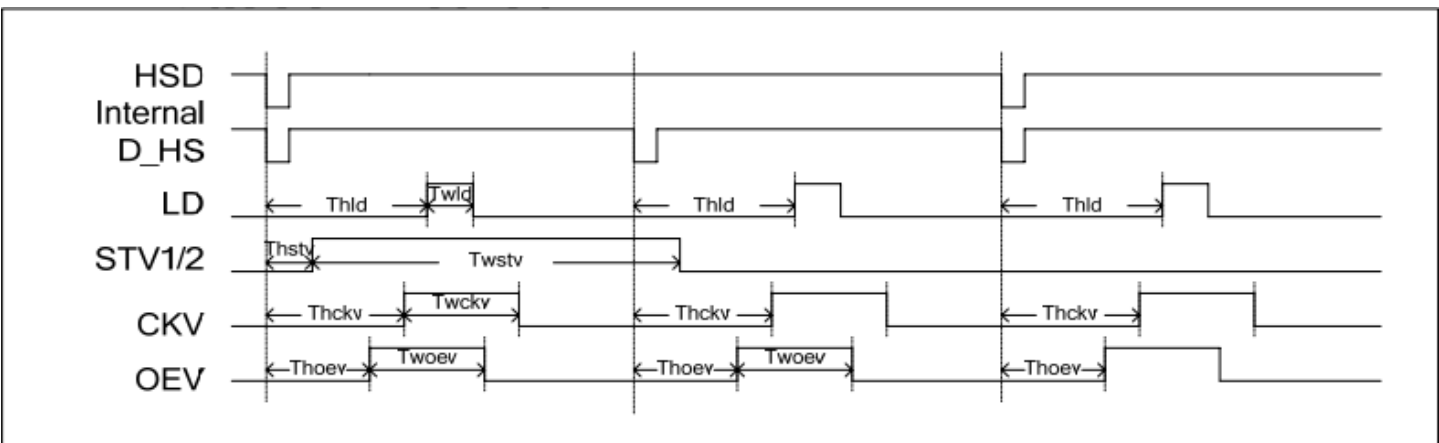 HSD
Internal
D_HS
LD Thld Twld Thld Thld
STV1/2 Thstv Twstv
CKV Thckv Twckv Thckv Thckv
OEV Thoev Twoev Thoev Twoev Thoev